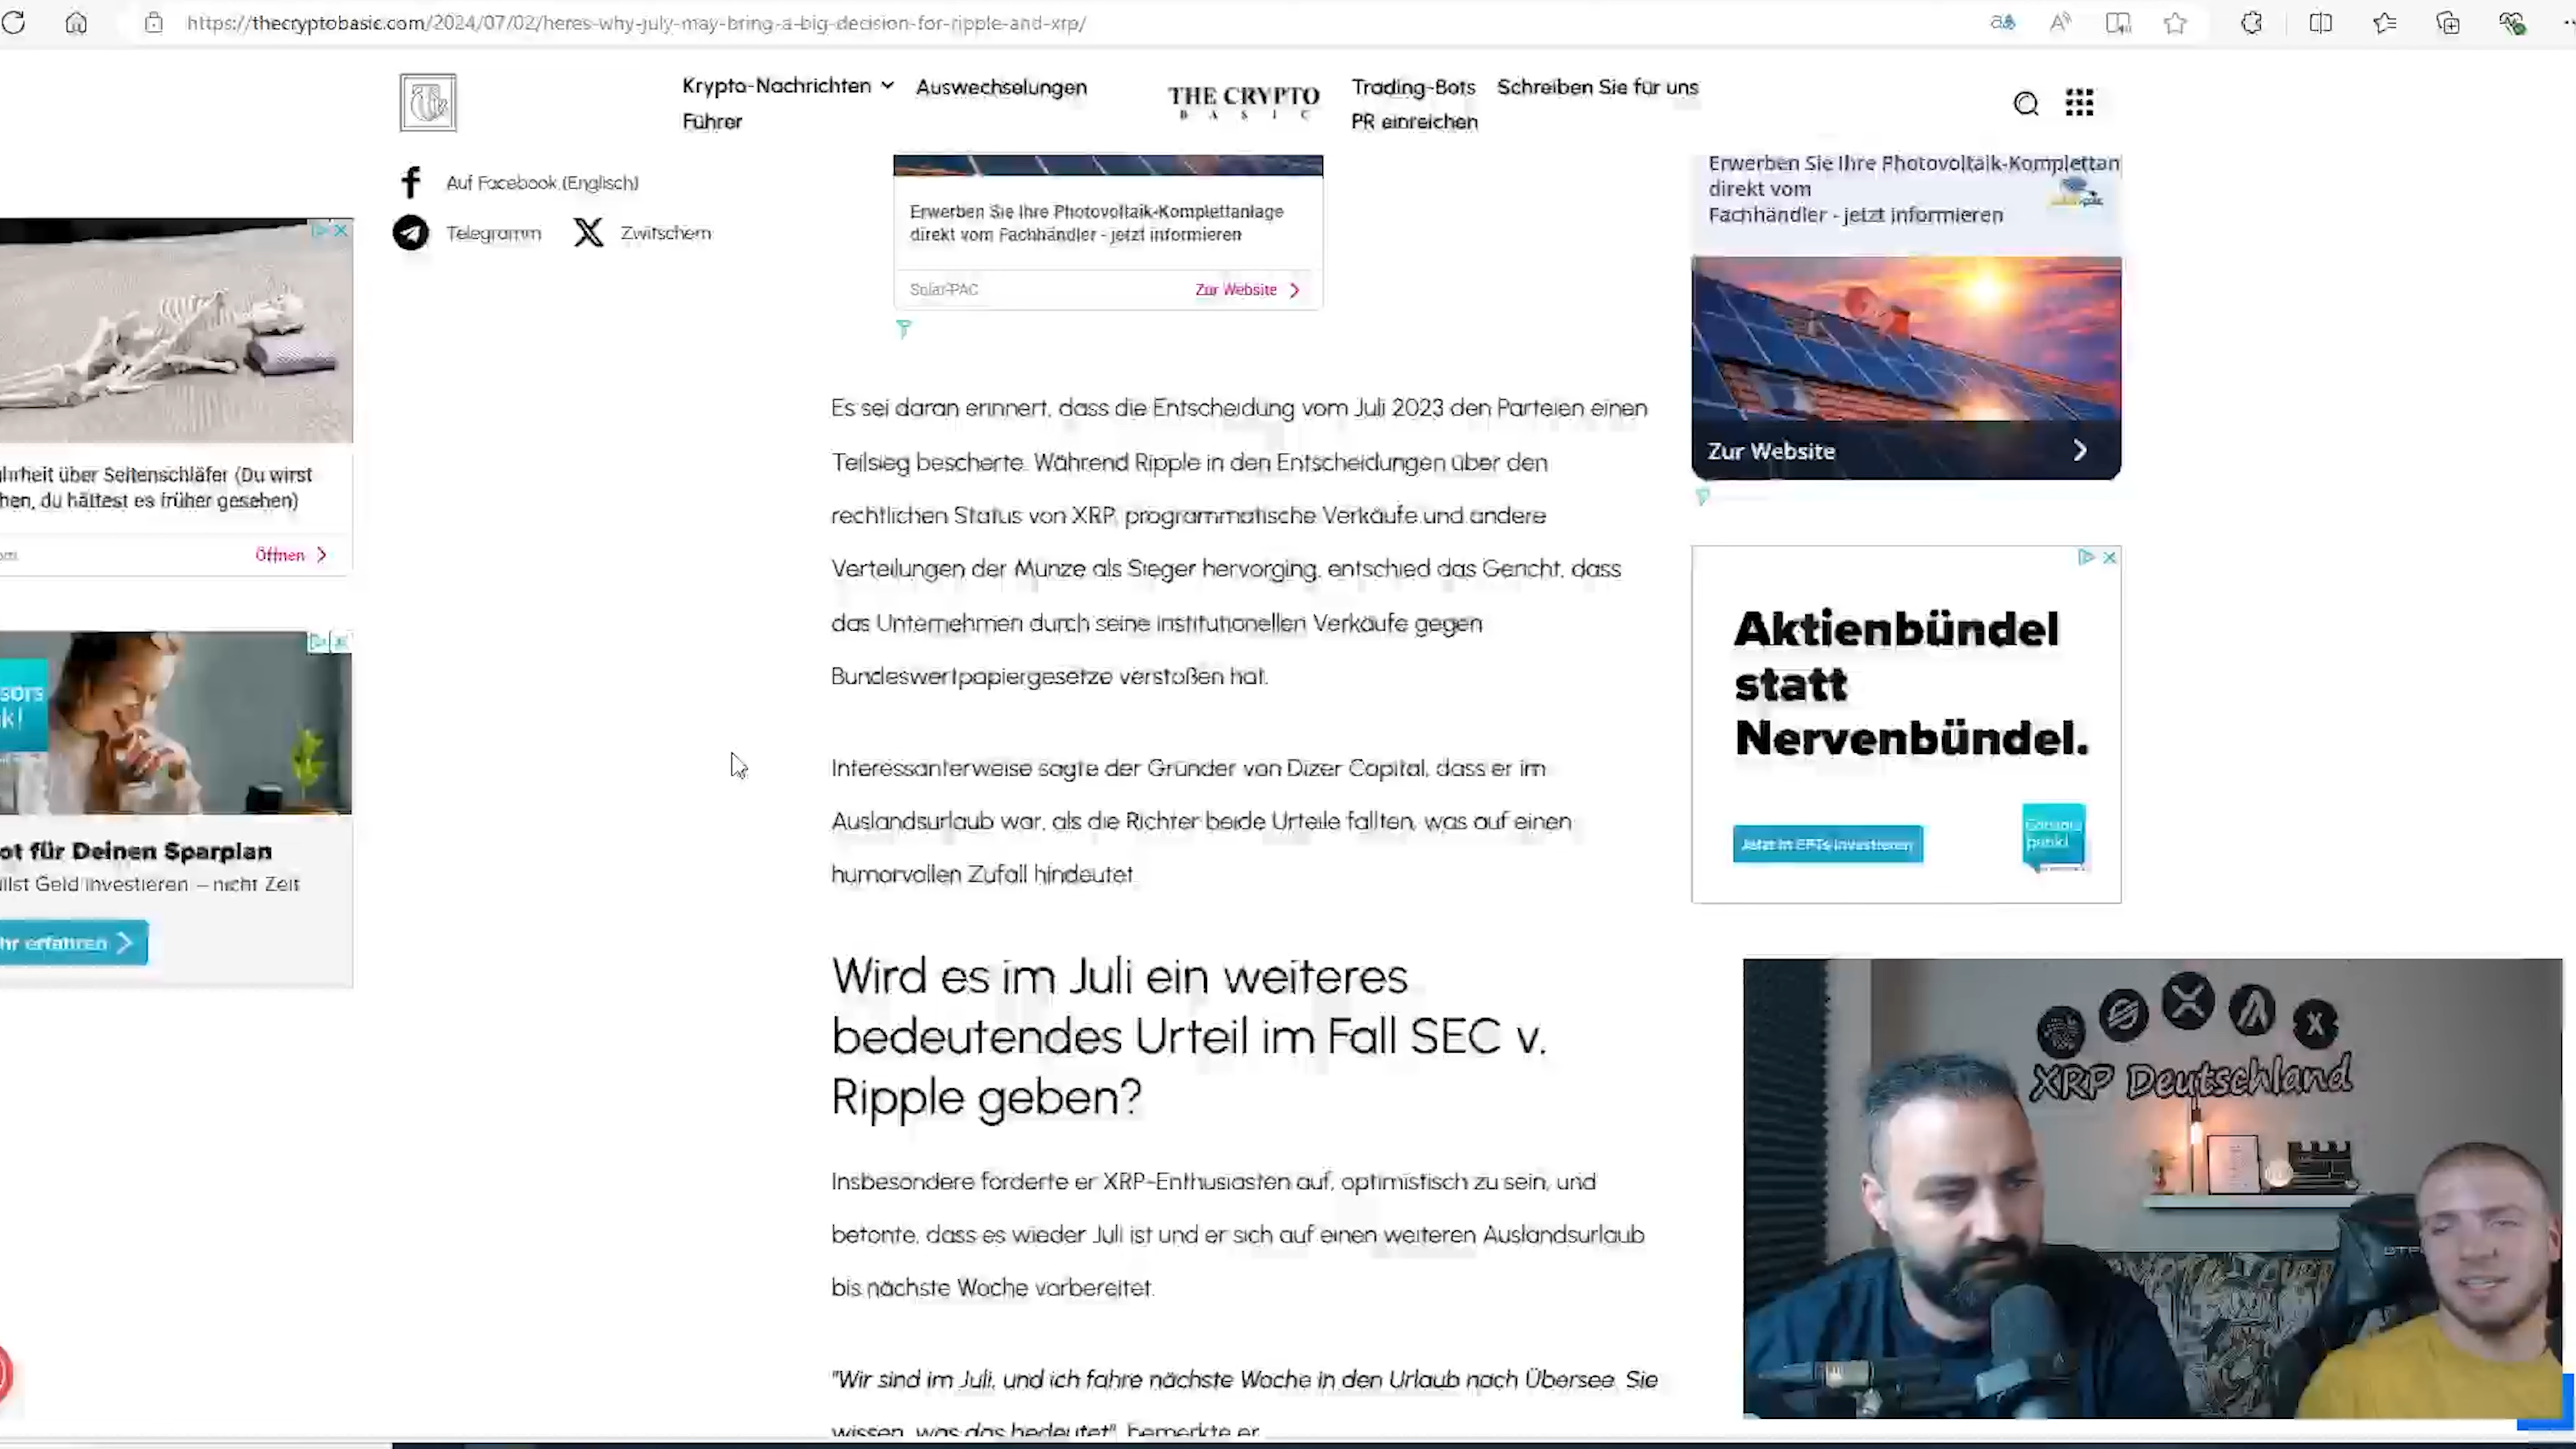 https://thecryptobasic.com/2024/07/02/heres-why-july-may-bring-a-big-decision-for-ripple-and-xrp/
Krypto-Nachrichten
Auswechselungen
Führer
THE CRYPTO
BASIC
Trading-Bots
Schreiben Sie für uns
PR einreichen
Auf Facebook (Englisch)
Telegramm
Zwitschern
hrheit über Seitenschläfer (Du wirst
hen, du hättest es früher gesehen)
Öffnen
ot für Deinen Sparplan
llst Geld investieren – nicht Zeit
hr erfahren
Erwerben Sie Ihre Photovoltaik-Komplettanlage
direkt vom Fachhändler - jetzt informieren
Solar-PAC
Zur Website
Es sei daran erinnert, dass die Entscheidung vom Juli 2023 den Parteien einen
Teilsieg bescherte. Während Ripple in den Entscheidungen über den
rechtlichen Status von XRP, programmatische Verkäufe und andere
Verteilungen der Münze als Sieger hervorging, entschied das Gericht, dass
das Unternehmen durch seine institutionellen Verkäufe gegen
Bundeswertpapiergesetze verstoßen hat.
Interessanterweise sagte der Gründer von Dizer Capital, dass er im
Auslandsurlaub war, als die Richter beide Urteile fällten, was auf einen
humorvollen Zufall hindeutet.
Wird es im Juli ein weiteres
bedeutendes Urteil im Fall SEC v.
Ripple geben?
Insbesondere forderte er XRP-Enthusiasten auf, optimistisch zu sein, und
betonte, dass es wieder Juli ist und er sich auf einen weiteren Auslandsurlaub
bis nächste Woche vorbereitet.
"Wir sind im Juli, und ich fahre nächste Woche in den Urlaub nach Übersee. Sie
wissen, was das bedeutet", bemerkte er.
Erwerben Sie Ihre Photovoltaik-Komplettan
direkt vom
Fachhändler - jetzt informieren
Zur Website
Aktienbündel
statt
Nervenbündel.
Jetzt in ETFs investieren
XRP Deutschland